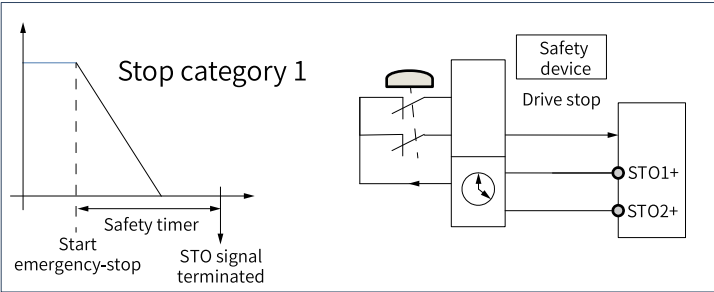 Stop category 1
Safety timer
Start
emergency-stop
STO signal
terminated
Safety
device
Drive stop
STO1+
STO2+